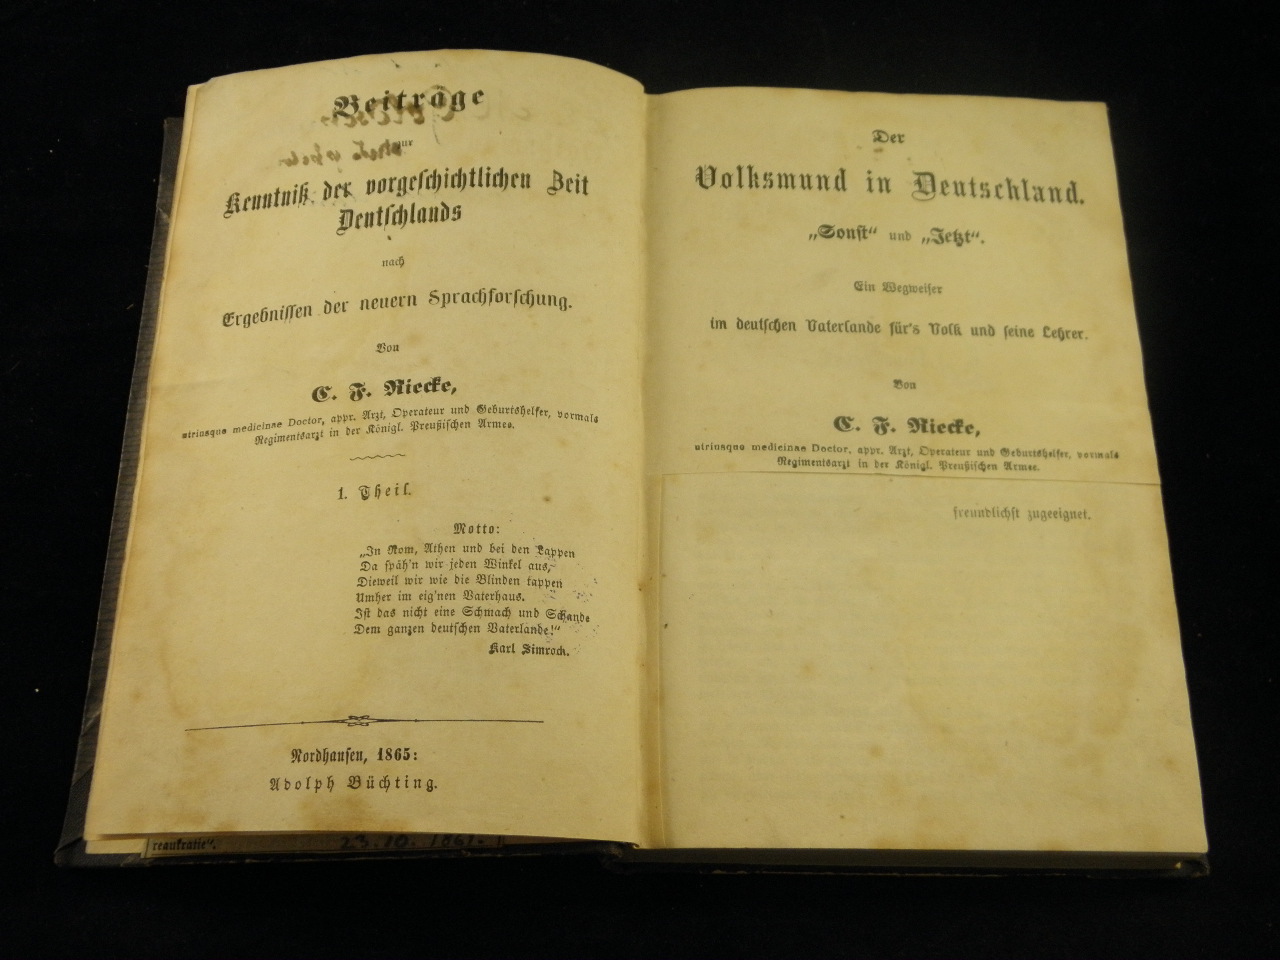 Beiträge
zur
Kenntniß der vorgeschichtlichen Zeit
Deutschlands
nach
Ergebnissen der neuern Sprachforschung.
Von
C. F. Riecke,
utriusque medicinae Doctor, appr. Arzt, Operateur und Geburtshelfer, vormals
Regimentsarzt in der Königl. Preußischen Armee.
1. Theil.
Motto:
„In Rom, Athen und bei den Lappen
Da späh'n wir jeden Winkel aus,
Dieweil wir wie die Blinden tappen
Umher im eig'nen Vaterhaus.
Ist das nicht eine Schmach und Schande
Dem ganzen deutschen Vaterlande!“
Karl Simrock.
Nordhausen, 1865:
Adolph Büchting.
reaukratie“.
23. 10. 1861.
Der
Volksmund in Deutschland.
„Sonst“ und „Jetzt“.
Ein Wegweiser
im deutschen Vaterlande für's Volk und seine Lehrer.
Von
C. F. Riecke,
utriusque medicinae Doctor, appr. Arzt, Operateur und Geburtshelfer, vormals
Regimentsarzt in der Königl. Preußischen Armee.
freundlichst zugeeignet.